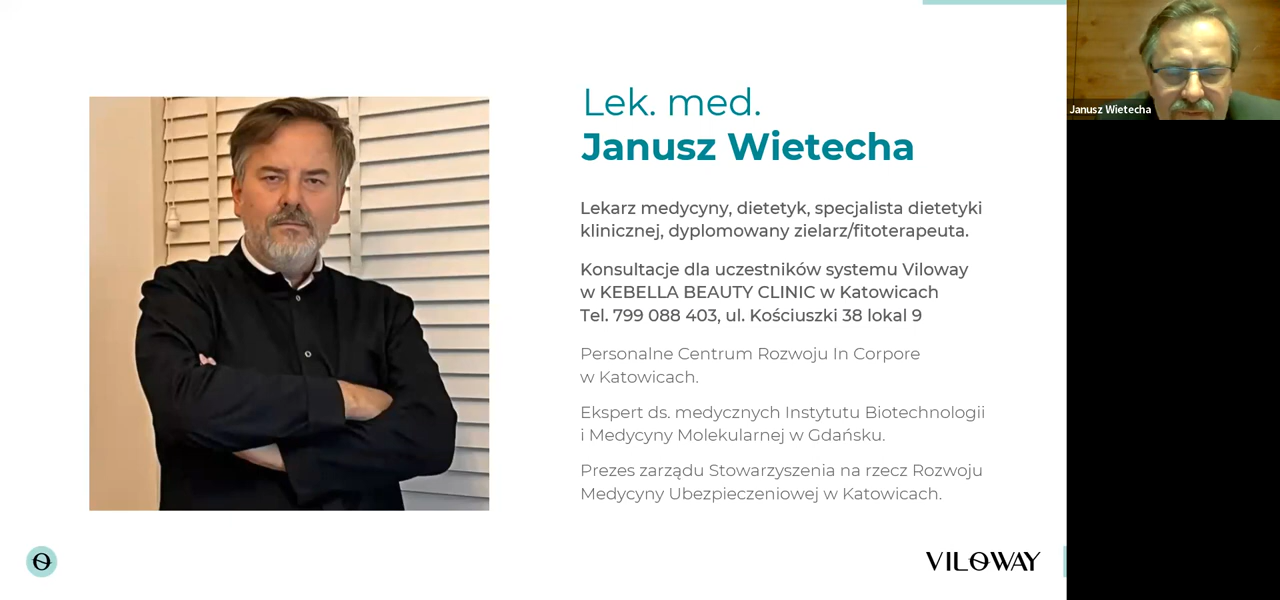 Lek. med.
Janusz Wietecha
Lekarz medycyny, dietetyk, specjalista dietetyki
klinicznej, dyplomowany zielarz/fitoterapeuta.
Konsultacje dla uczestników systemu Viloway
w KEBELLA BEAUTY CLINIC w Katowicach
Tel. 799 088 403, ul. Kościuszki 38 lokal 9
Personalne Centrum Rozwoju In Corpore
w Katowicach.
Ekspert ds. medycznych Instytutu Biotechnologii
i Medycyny Molekularnej w Gdańsku.
Prezes zarządu Stowarzyszenia na rzecz Rozwoju
Medycyny Ubezpieczeniowej w Katowicach.
VILOWAY
Janusz Wietecha